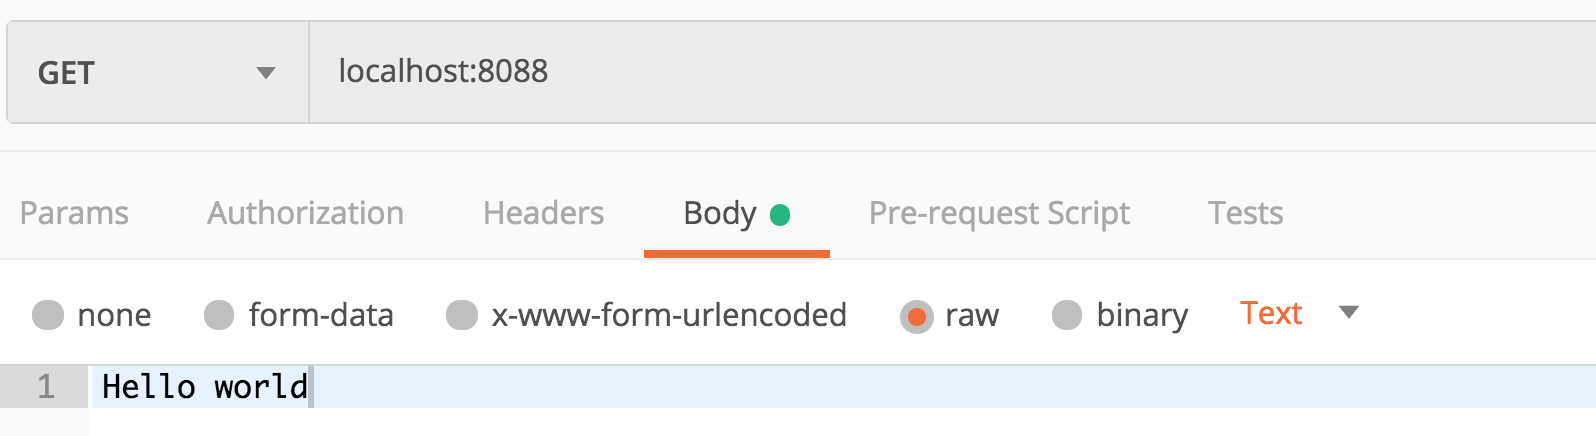 GET localhost:8088
Params Authorization Headers Body Pre-request Script Tests
none form-data x-www-form-urlencoded raw binary Text
1 Hello world